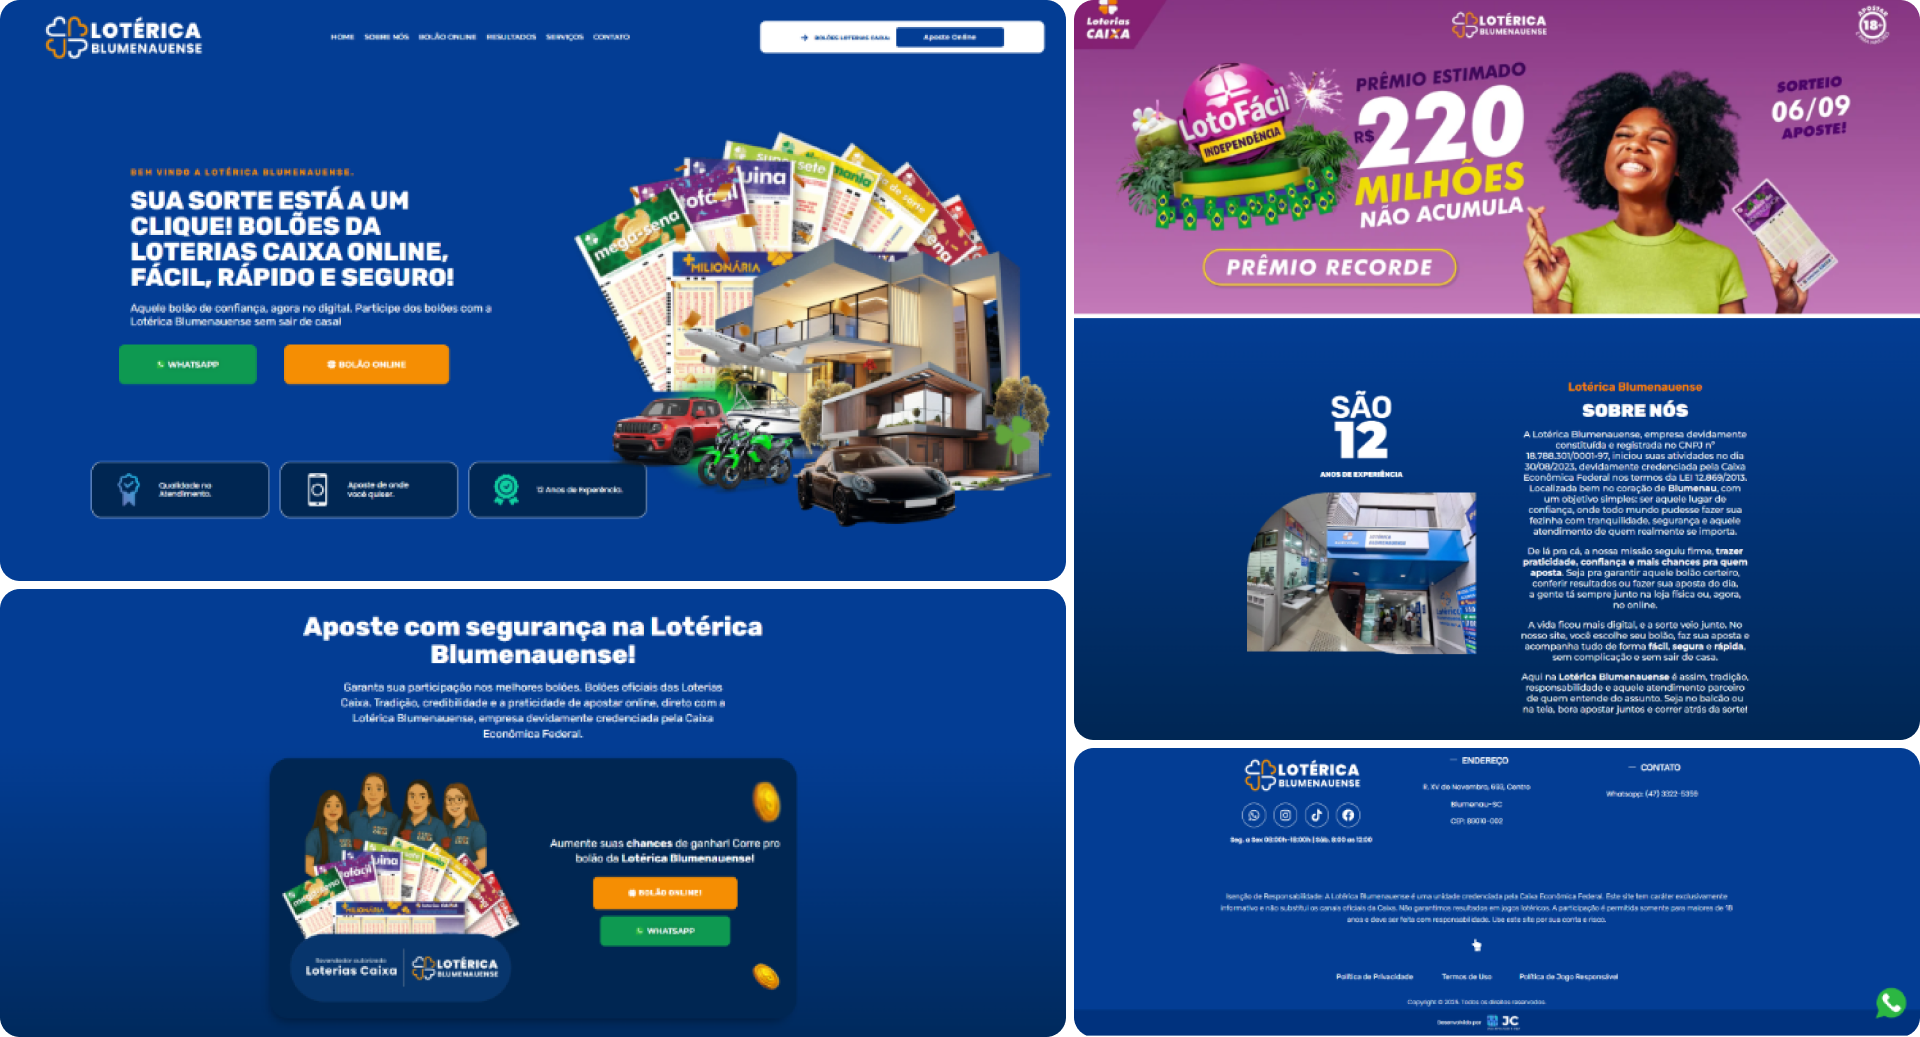 LOTÉRICA
BLUMENAUENSE
HOME SOBRE NÓS BOLÃO ONLINE RESULTADOS SERVIÇOS CONTATO
BOLÕES LOTERIAS CAIXA: Aposte Online
BEM VINDO A LOTÉRICA BLUMENAUENSE.
SUA SORTE ESTÁ A UM
CLIQUE! BOLÕES DA
LOTERIAS CAIXA ONLINE,
FÁCIL, RÁPIDO E SEGURO!
Aquele bolão de confiança, agora no digital. Participe dos bolões com a
Lotérica Blumenauense sem sair de casa!
WHATSAPP
BOLÃO ONLINE
mega-sena
ofácil
uina
super sete
mania
de sorte
+MILIONÁRIA
Qualidade no
Atendimento.
Aposte de onde
você quiser.
12 Anos de Experiência.
Aposte com segurança na Lotérica
Blumenauense!
Garanta sua participação nos melhores bolões. Bolões oficiais das Loterias
Caixa. Tradição, credibilidade e a praticidade de apostar online, direto com a
Lotérica Blumenauense, empresa devidamente credenciada pela Caixa
Econômica Federal.
Aumente suas chances de ganhar! Corre pro
bolão da Lotérica Blumenauense!
BOLÃO ONLINE!
WHATSAPP
Revendedor autorizado
Loterias Caixa
LOTÉRICA
BLUMENAUENSE
Loterias
CAIXA
LOTÉRICA
BLUMENAUENSE
APOSTAR
18+
LotoFácil
INDEPENDÊNCIA
PRÊMIO ESTIMADO
R$ 220
MILHÕES
NÃO ACUMULA
PRÊMIO RECORDE
SORTEIO
06/09
APOSTE!
SÃO
12
ANOS DE EXPERIÊNCIA
Lotérica Blumenauense
SOBRE NÓS
A Lotérica Blumenauense, empresa devidamente
constituída e registrada no CNPJ nº
18.788.301/0001-97, iniciou suas atividades no dia
30/08/2023, devidamente credenciada pela Caixa
Econômica Federal nos termos da LEI 12.869/2013.
Localizada bem no coração de Blumenau, com
um objetivo simples: ser aquele lugar de
confiança, onde todo mundo pudesse fazer sua
fezinha com tranquilidade, segurança e aquele
atendimento de quem realmente se importa.
De lá pra cá, a nossa missão seguiu firme, trazer
praticidade, confiança e mais chances pra quem
aposta. Seja pra garantir aquele bolão certeiro,
conferir resultados ou fazer sua aposta do dia,
a gente tá sempre junto na loja física ou, agora,
no online.
A vida ficou mais digital, e a sorte veio junto. No
nosso site, você escolhe seu bolão, faz sua aposta e
acompanha tudo de forma fácil, segura e rápida,
sem complicação e sem sair de casa.
Aqui na Lotérica Blumenauense é assim, tradição,
responsabilidade e aquele atendimento parceiro
de quem entende do assunto. Seja no balcão ou
na tela, bora apostar juntos e correr atrás da sorte!
LOTÉRICA
BLUMENAUENSE
Seg. a Sex 08:00h-18:00h | Sáb. 8:00 as 12:00
ENDEREÇO
R. XV de Novembro, 653, Centro
Blumenau-SC
CEP: 89010-002
CONTATO
Whatsapp: (47) 3322-5359
Isenção de Responsabilidade: A Lotérica Blumenauense é uma unidade credenciada pela Caixa Econômica Federal. Este site tem caráter exclusivamente
informativo e não substitui os canais oficiais da Caixa. Não garantimos resultados em jogos lotéricos. A participação é permitida somente para maiores de 18
anos e deve ser feita com responsabilidade. Use este site por sua conta e risco.
Política de Privacidade Termos de Uso Política de Jogo Responsável
Copyright © 2025. Todos os direitos reservados.
Desenvolvido por JC